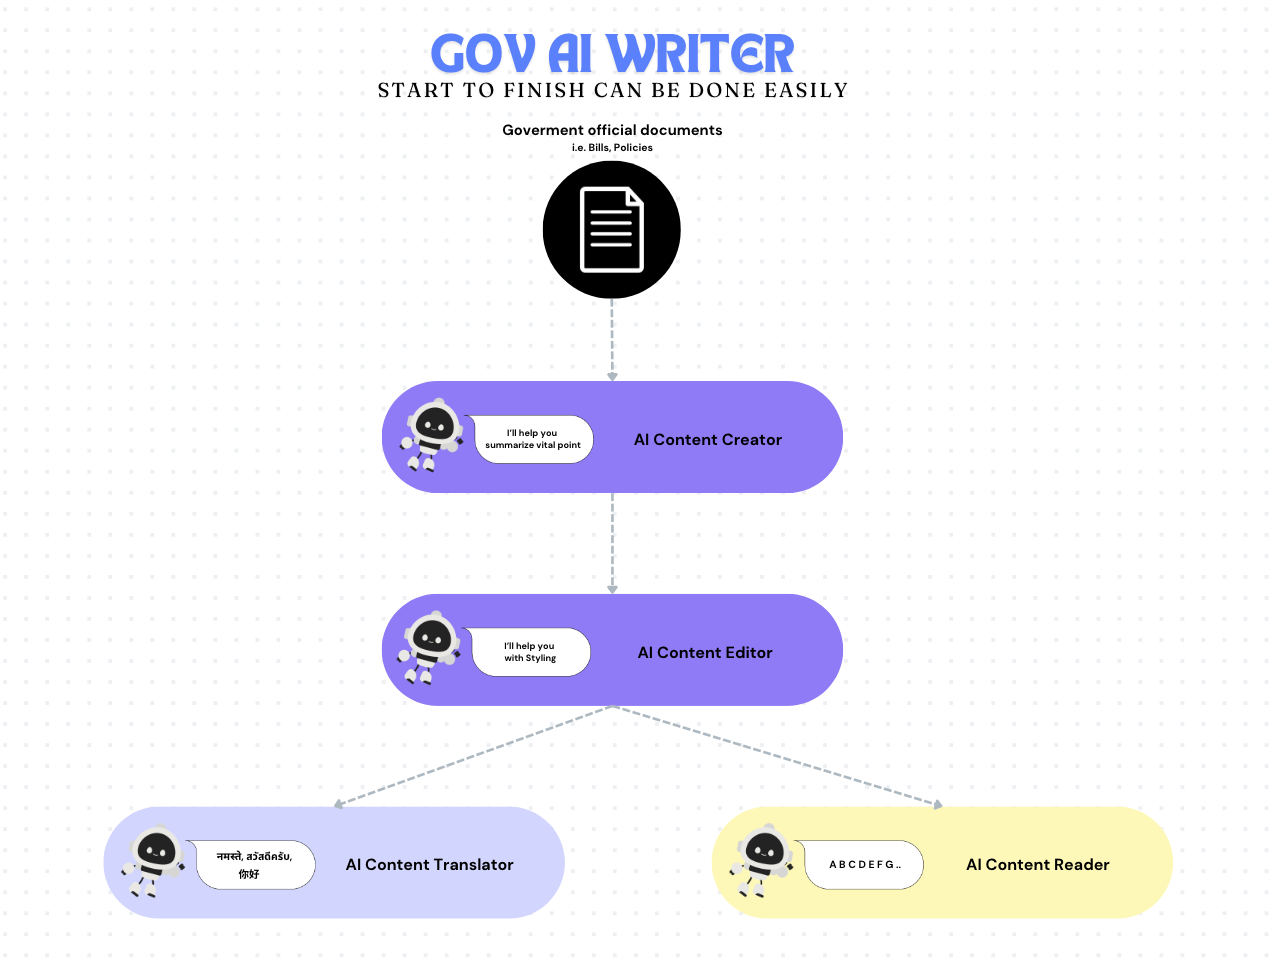 GOV AI WRITER
START TO FINISH CAN BE DONE EASILY
Goverment official documents
i.e. Bills, Policies
I'll help you
summarize vital point
AI Content Creator
I'll help you
with Styling
AI Content Editor
नमस्ते, สวัสดีครับ,
你好
AI Content Translator
A B C D E F G ..
AI Content Reader